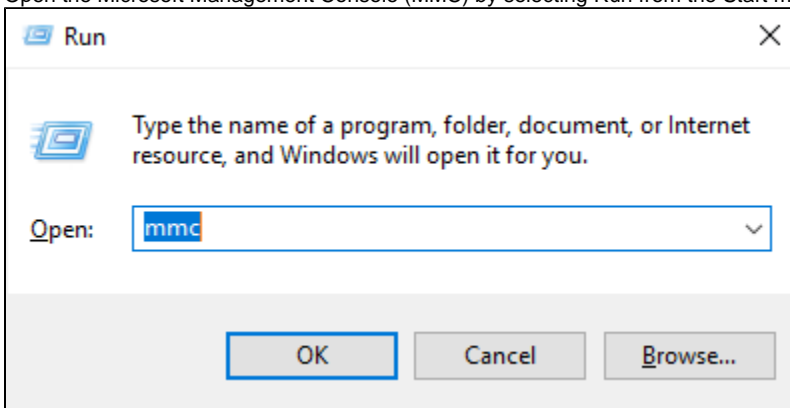 Open the Microsoft Management Console (MMC) by selecting Run from the Start
Run
Type the name of a program, folder, document, or Internet
resource, and Windows will open it for you.
Open:
mmc
OK
Cancel
Browse...